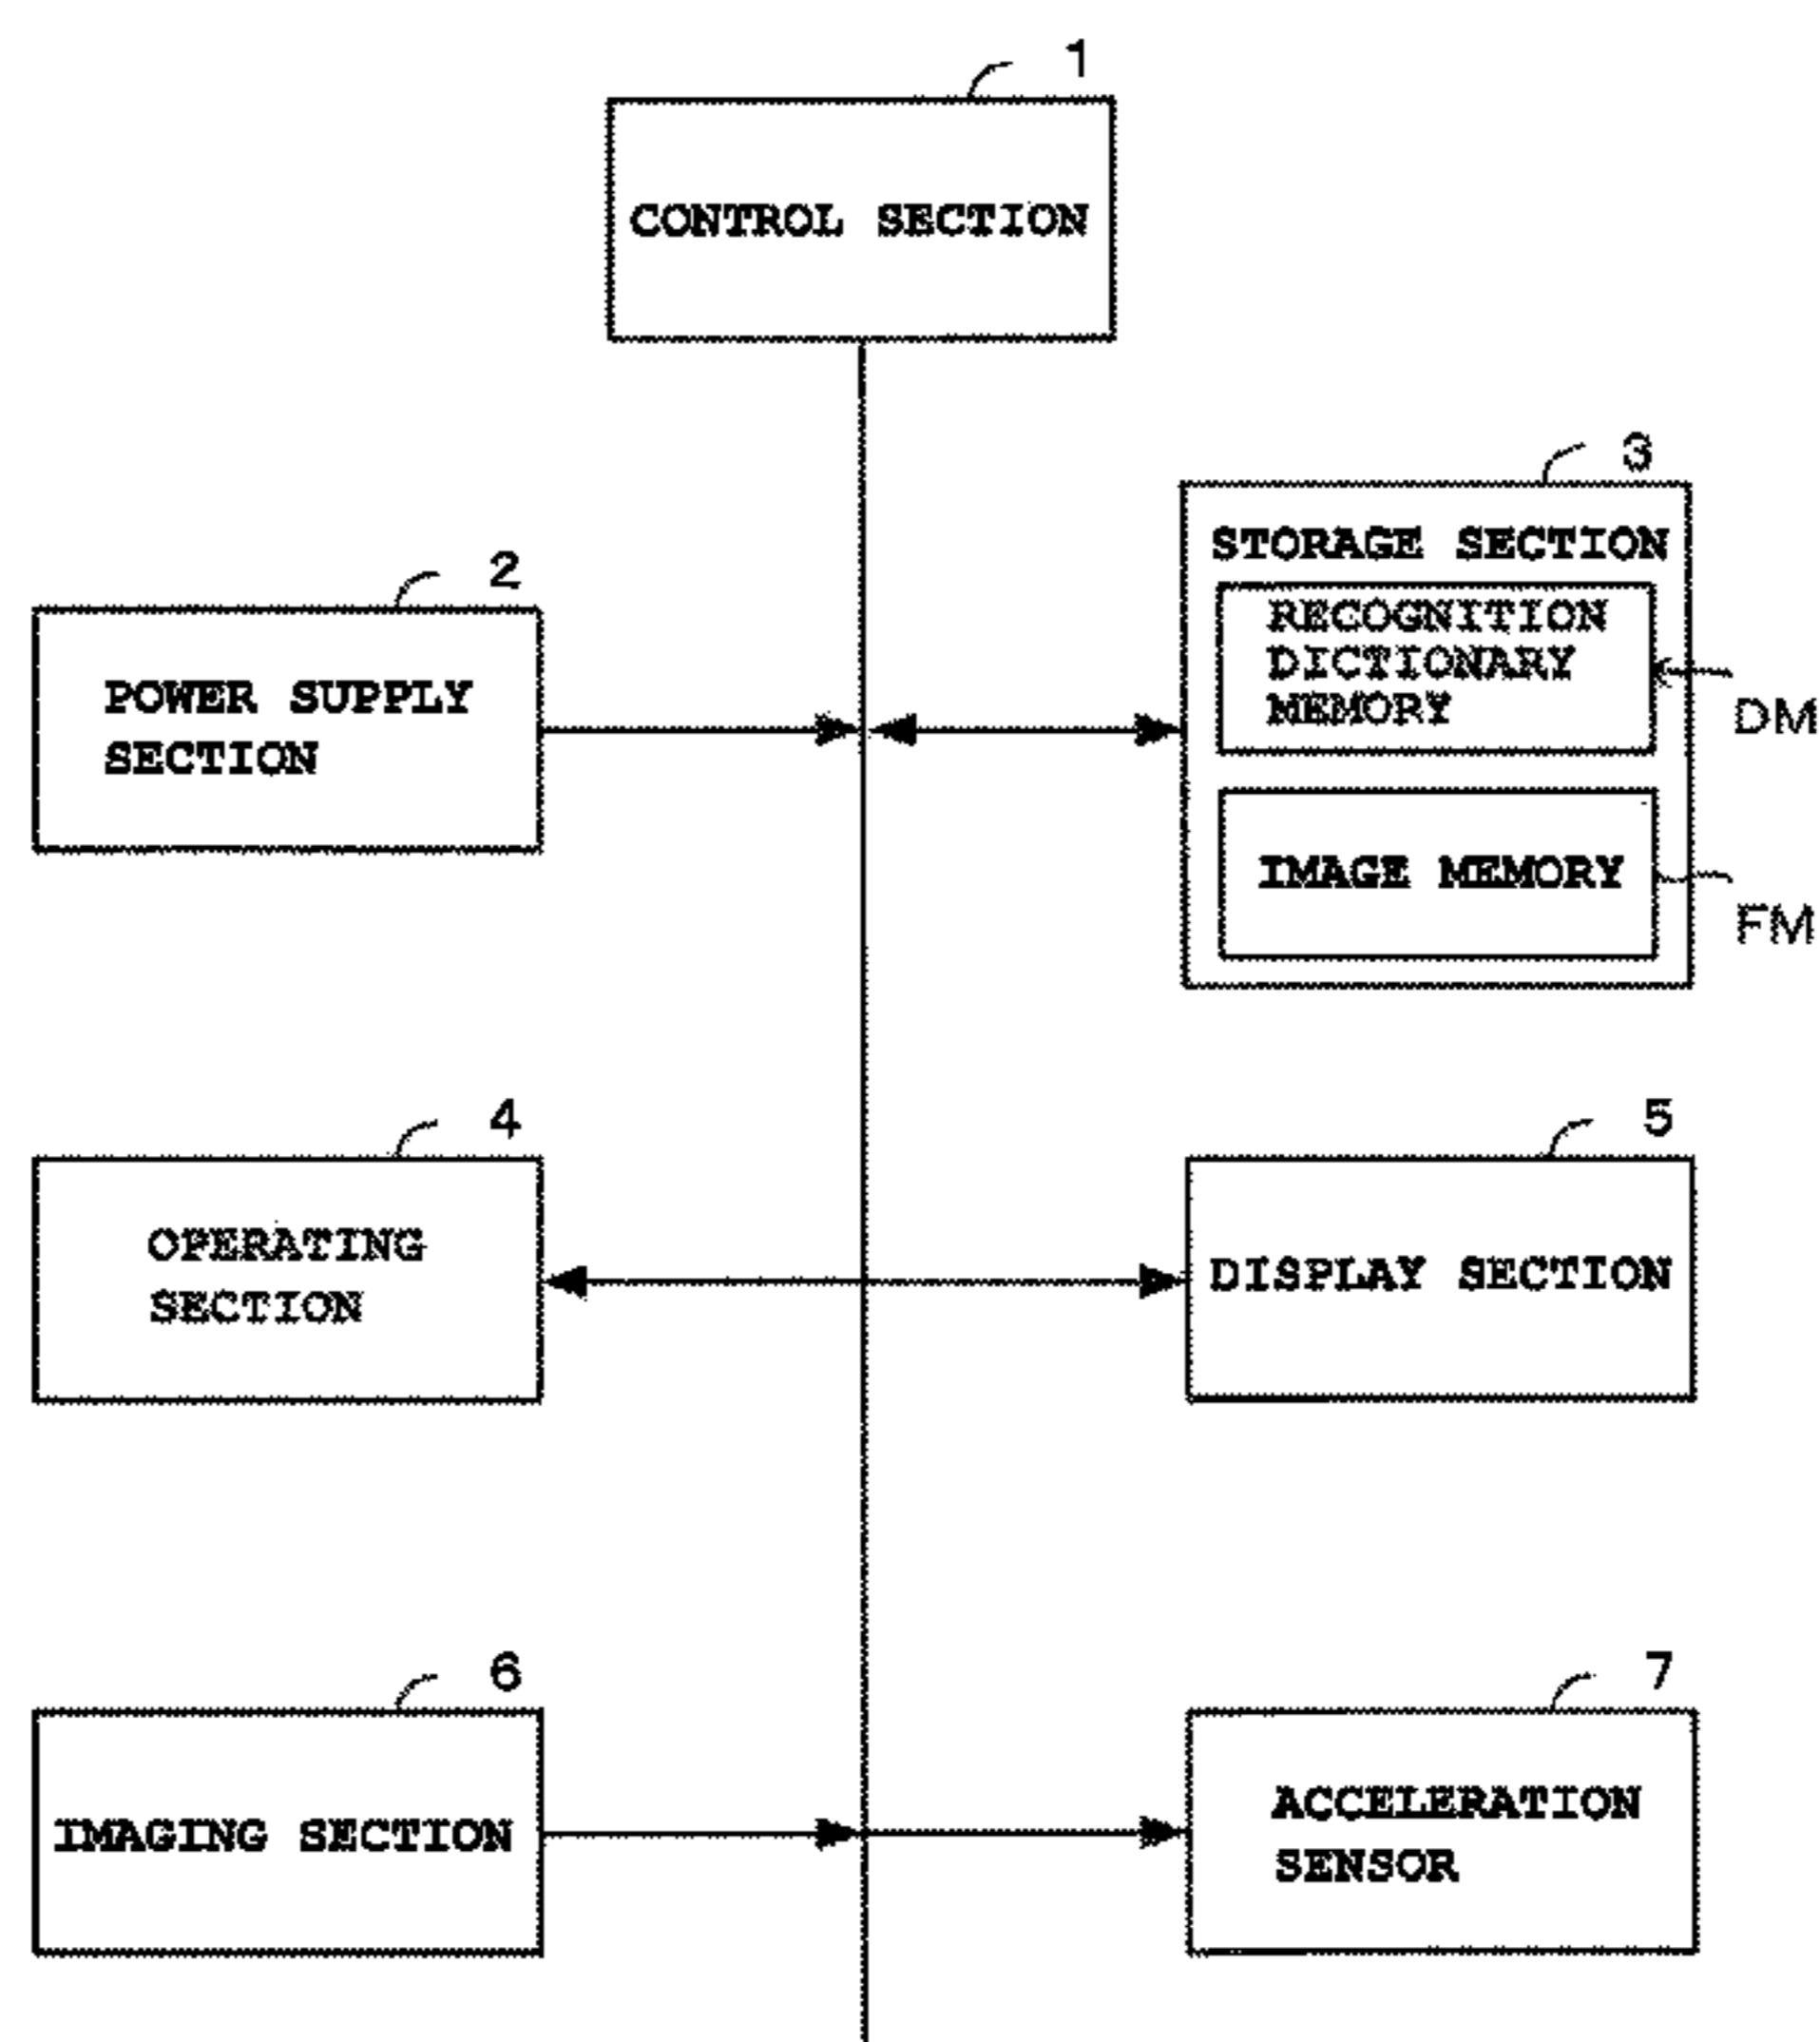 1
CONTROL SECTION
2
POWER SUPPLY
SECTION
3
STORAGE SECTION
RECOGNITION
DICTIONARY
MEMORY
DM
IMAGE MEMORY
FM
4
OPERATING
SECTION
5
DISPLAY SECTION
6
IMAGING SECTION
7
ACCELERATION
SENSOR